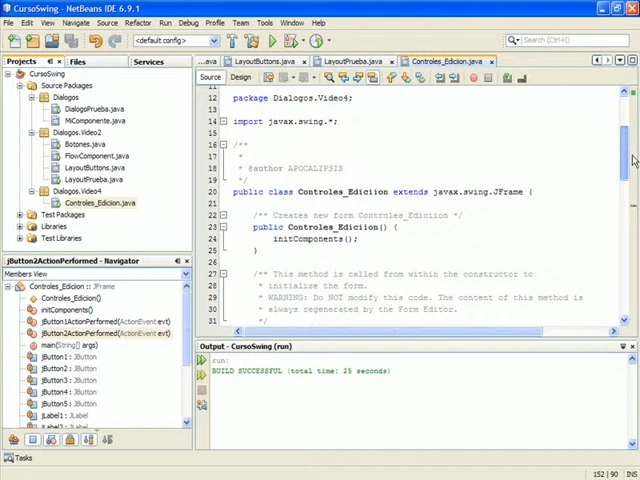 CursoSwing - NetBeans IDE 6.9.1
File Edit View Navigate Source Refactor Run Debug Profile Team Tools Window Help
<default config>
Search (Ctrl+I)
Projects Files Services
...ava LayoutButtons.java LayoutPrueba.java Controles_Edicion.java
Source Design
CursoSwing
Source Packages
Dialogos
DialogoPrueba.java
MiComponente.java
Dialogos.Video2
Botones.java
FlowComponent.java
LayoutButtons.java
LayoutPrueba.java
Dialogos.Video4
Controles_Edicion.java
Test Packages
Libraries
Test Libraries
11
12 package Dialogos.Video4;
13
14 import javax.swing.*;
15
16 /**
17 *
18 * @author APOCALIPSIS
19 */
20 public class Controles_Ediciion extends javax.swing.JFrame {
21
22 /** Creates new form Controles_Ediciion */
23 public Controles_Ediciion() {
24 initComponents();
25 }
26
27 /** This method is called from within the constructor to
28 * initialize the form.
29 * WARNING: Do NOT modify this code. The content of this method is
30 * always regenerated by the Form Editor.
31 */
jButton2ActionPerformed - Navigator
Members View
Controles_Edicion :: JFrame
Controles_Edicion()
initComponents()
jButton1ActionPerformed(ActionEvent evt)
jButton2ActionPerformed(ActionEvent evt)
main(String[] args)
jButton1 : JButton
jButton2 : JButton
jButton3 : JButton
jButton4 : JButton
jButton5 : JButton
jLabel1 : JLabel
Output - CursoSwing (run)
run:
BUILD SUCCESSFUL (total time: 25 seconds)
Tasks
152 | 90 INS